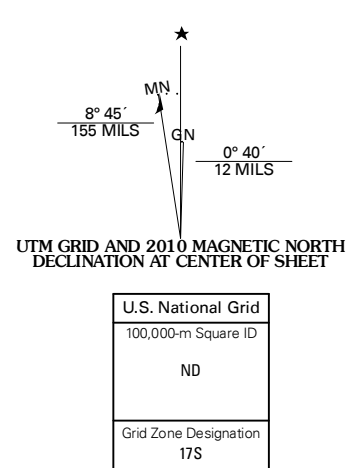 MN
8° 45´
155 MILS
GN
0° 40´
12 MILS
UTM GRID AND 2010 MAGNETIC NORTH
DECLINATION AT CENTER OF SHEET
U.S. National Grid
100,000-m Square ID
ND
Grid Zone Designation
17S